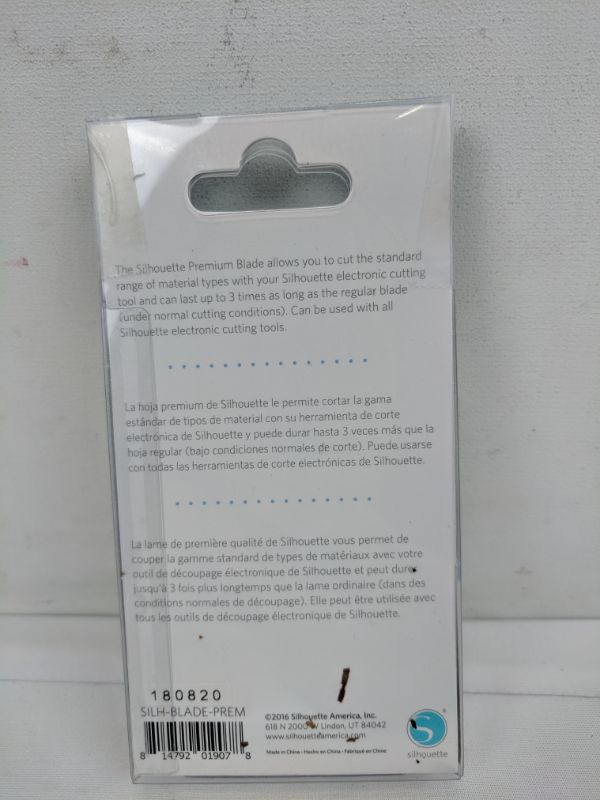 The Silhouette Premium Blade allows you to cut the standard
range of material types with your Silhouette electronic cutting
tool and can last up to 3 times as long as the regular blade
(under normal cutting conditions). Can be used with all
Silhouette electronic cutting tools.
La hoja premium de Silhouette le permite cortar la gama
estándar de tipos de material con su herramienta de corte
electrónica de Silhouette y puede durar hasta 3 veces más que la
hoja regular (bajo condiciones normales de corte). Puede usarse
con todas las herramientas de corte electrónicas de Silhouette.
La lame de première qualité de Silhouette vous permet de
couper la gamme standard de types de matériaux avec votre
outil de découpage électronique de Silhouette et peut durer
jusqu'à 3 fois plus longtemps que la lame ordinaire (dans des
conditions normales de découpage). Elle peut être utilisée avec
tous les outils de découpage électronique de Silhouette.
180820
SILH-BLADE-PREM
8 14792 01907 8
©2016 Silhouette America, Inc.
618 N 2000 W Lindon, UT 84042
www.silhouetteamerica.com
Made in China • Hecho en China • Fabriqué en Chine
silhouette